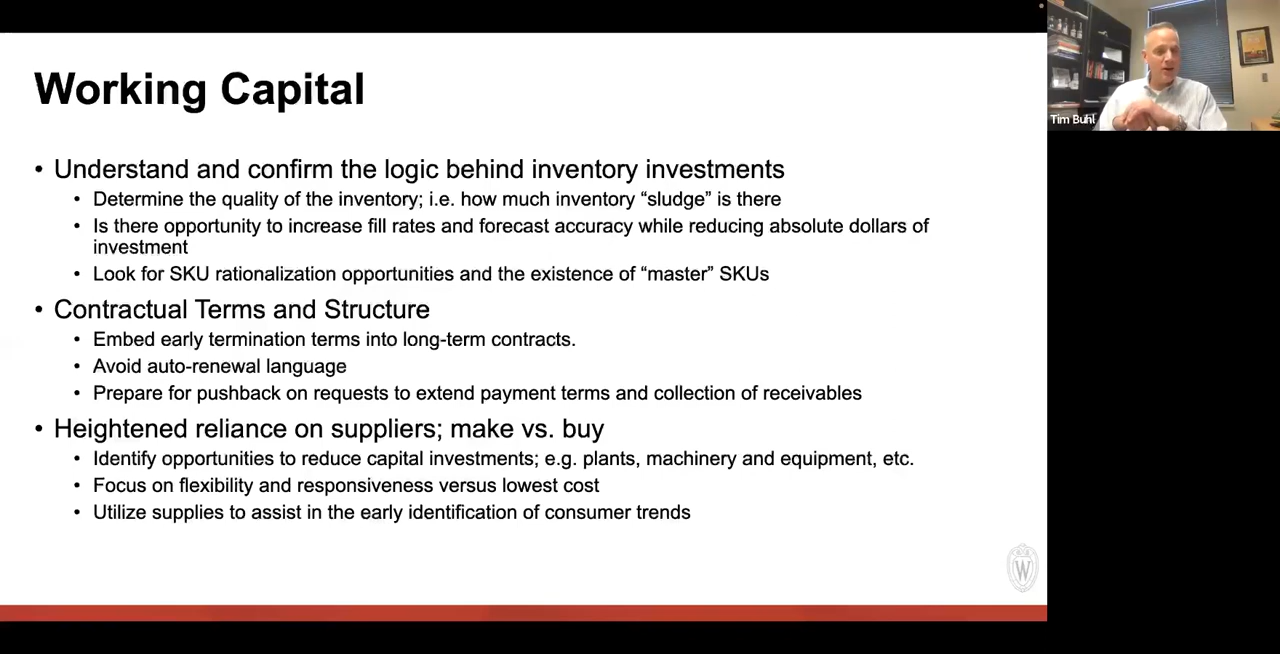 Working Capital
• Understand and confirm the logic behind inventory investments
• Determine the quality of the inventory; i.e. how much inventory “sludge” is there
• Is there opportunity to increase fill rates and forecast accuracy while reducing absolute dollars of
investment
• Look for SKU rationalization opportunities and the existence of “master” SKUs
• Contractual Terms and Structure
• Embed early termination terms into long-term contracts.
• Avoid auto-renewal language
• Prepare for pushback on requests to extend payment terms and collection of receivables
• Heightened reliance on suppliers; make vs. buy
• Identify opportunities to reduce capital investments; e.g. plants, machinery and equipment, etc.
• Focus on flexibility and responsiveness versus lowest cost
• Utilize supplies to assist in the early identification of consumer trends
W
Tim Buhl